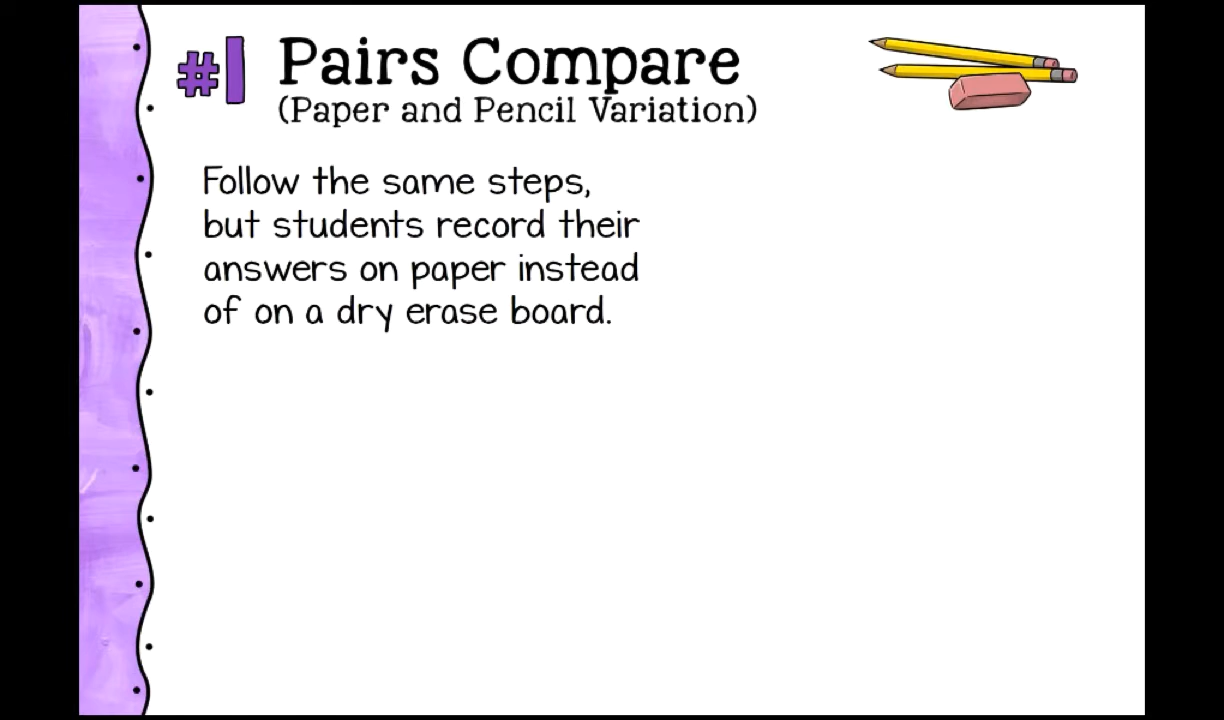 #1 Pairs Compare
(Paper and Pencil Variation)
Follow the same steps,
but students record their
answers on paper instead
of on a dry erase board.